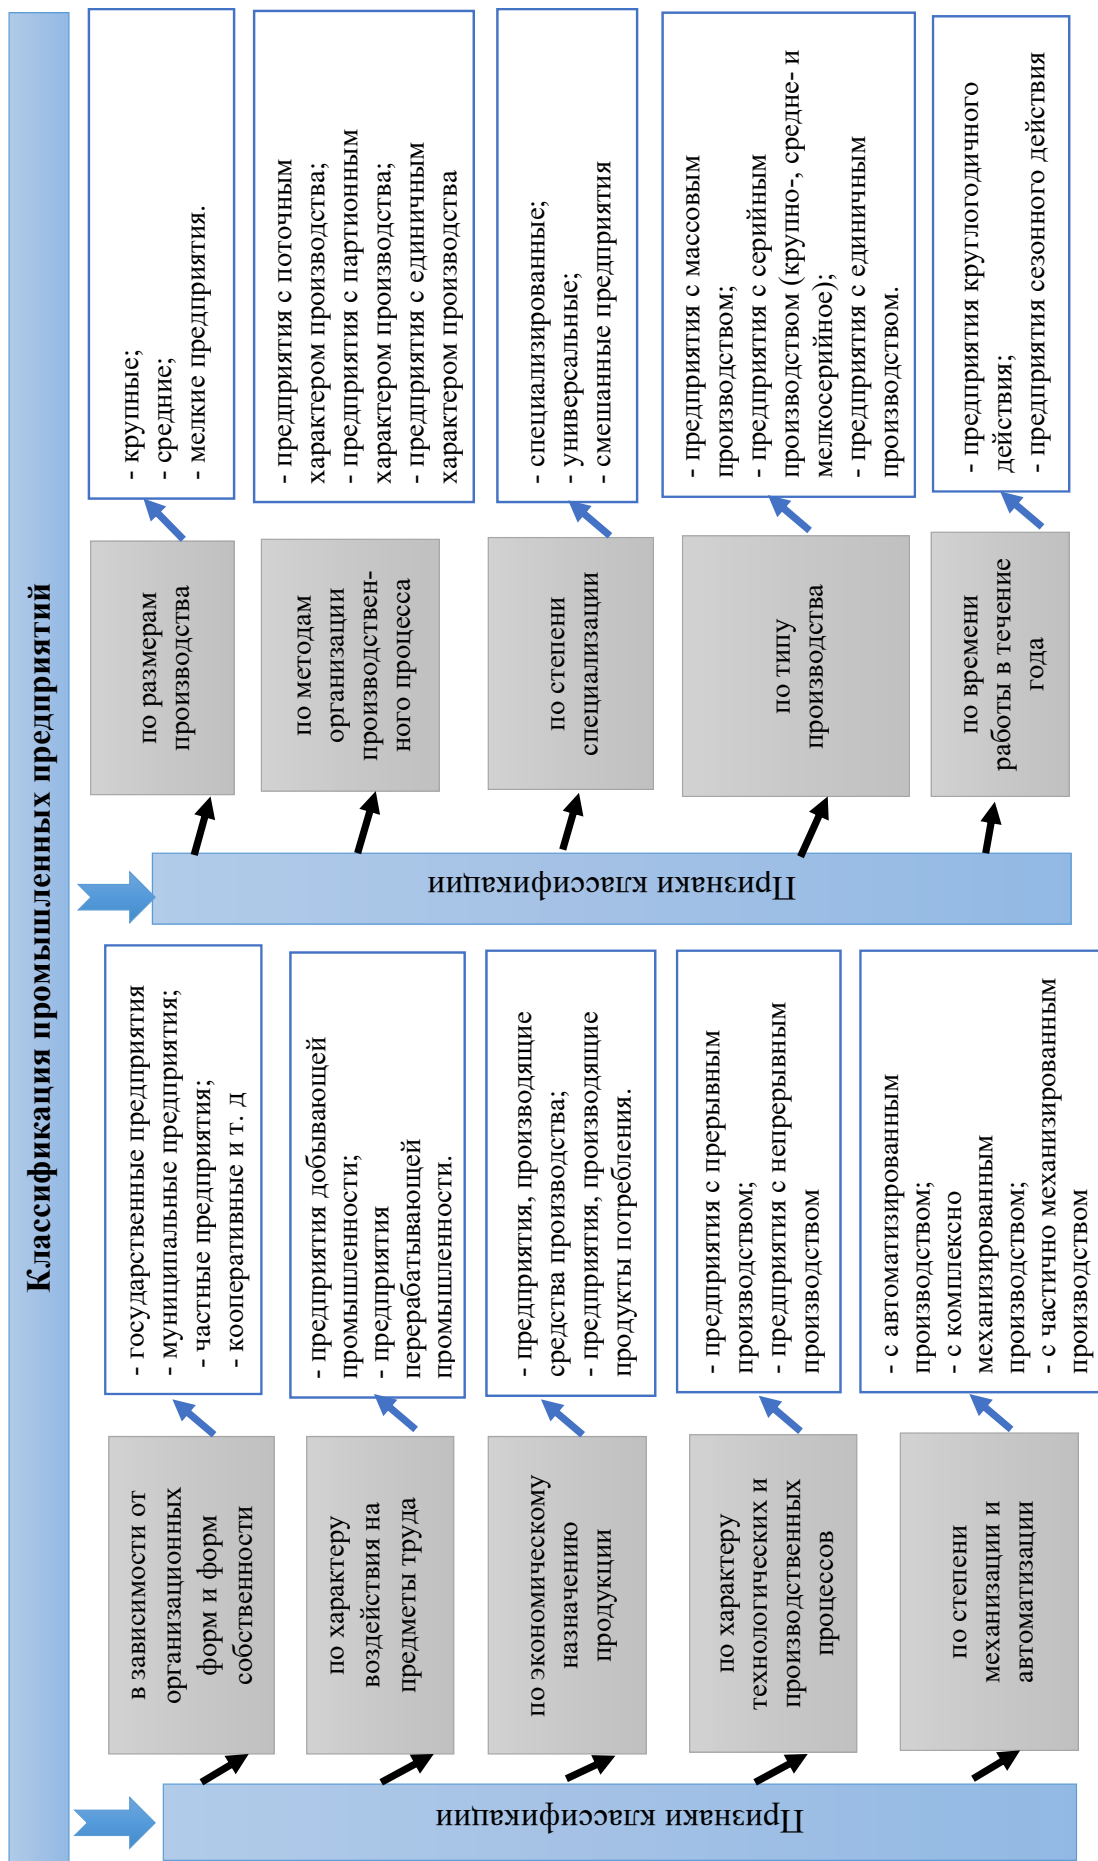 Классификация промышленных предприятий
Признаки классификации
в зависимости от
организационных
форм и форм
собственности
- государственные предприятия
- муниципальные предприятия;
- частные предприятия;
- кооперативные и т. д
по характеру
воздействия на
предметы труда
- предприятия добывающей
промышленности;
- предприятия
перерабатывающей
промышленности.
по экономическому
назначению
продукции
- предприятия, производящие
средства производства;
- предприятия, производящие
продукты потребления.
по характеру
технологических и
производственных
процессов
- предприятия с прерывным
производством;
- предприятия с непрерывным
производством
по степени
механизации и
автоматизации
- с автоматизированным
производством;
- с комплексно
механизированным
производством;
- с частично механизированным
производством
Признаки классификации
по размерам
производства
- крупные;
- средние;
- мелкие предприятия.
по методам
организации
производствен-
ного процесса
- предприятия с поточным
характером производства;
- предприятия с партионным
характером производства;
- предприятия с единичным
характером производства
по степени
специализации
- специализированные;
- универсальные;
- смешанные предприятия
по типу
производства
- предприятия с массовым
производством;
- предприятия с серийным
производством (крупно-, средне- и
мелкосерийное);
- предприятия с единичным
производством.
по времени
работы в течение
года
- предприятия круглогодичного
действия;
- предприятия сезонного действия